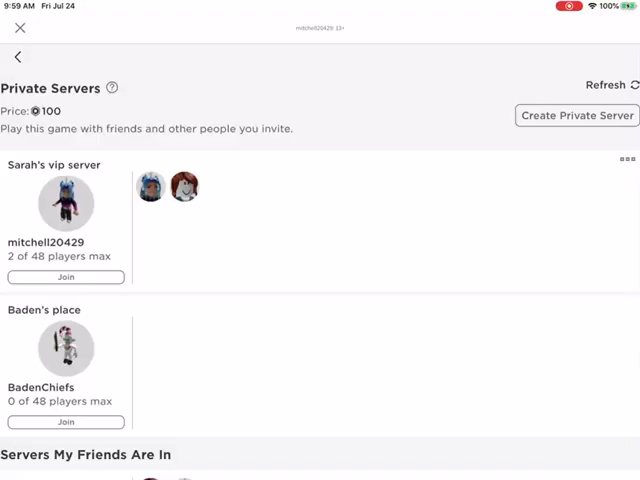 9:59 AM Fri Jul 24
100%
mitchell20429: 13+
Private Servers ?
Refresh
Price: 100
Create Private Server
Play this game with friends and other people you invite.
Sarah's vip server
mitchell20429
2 of 48 players max
Join
Baden's place
BadenChiefs
0 of 48 players max
Join
Servers My Friends Are In